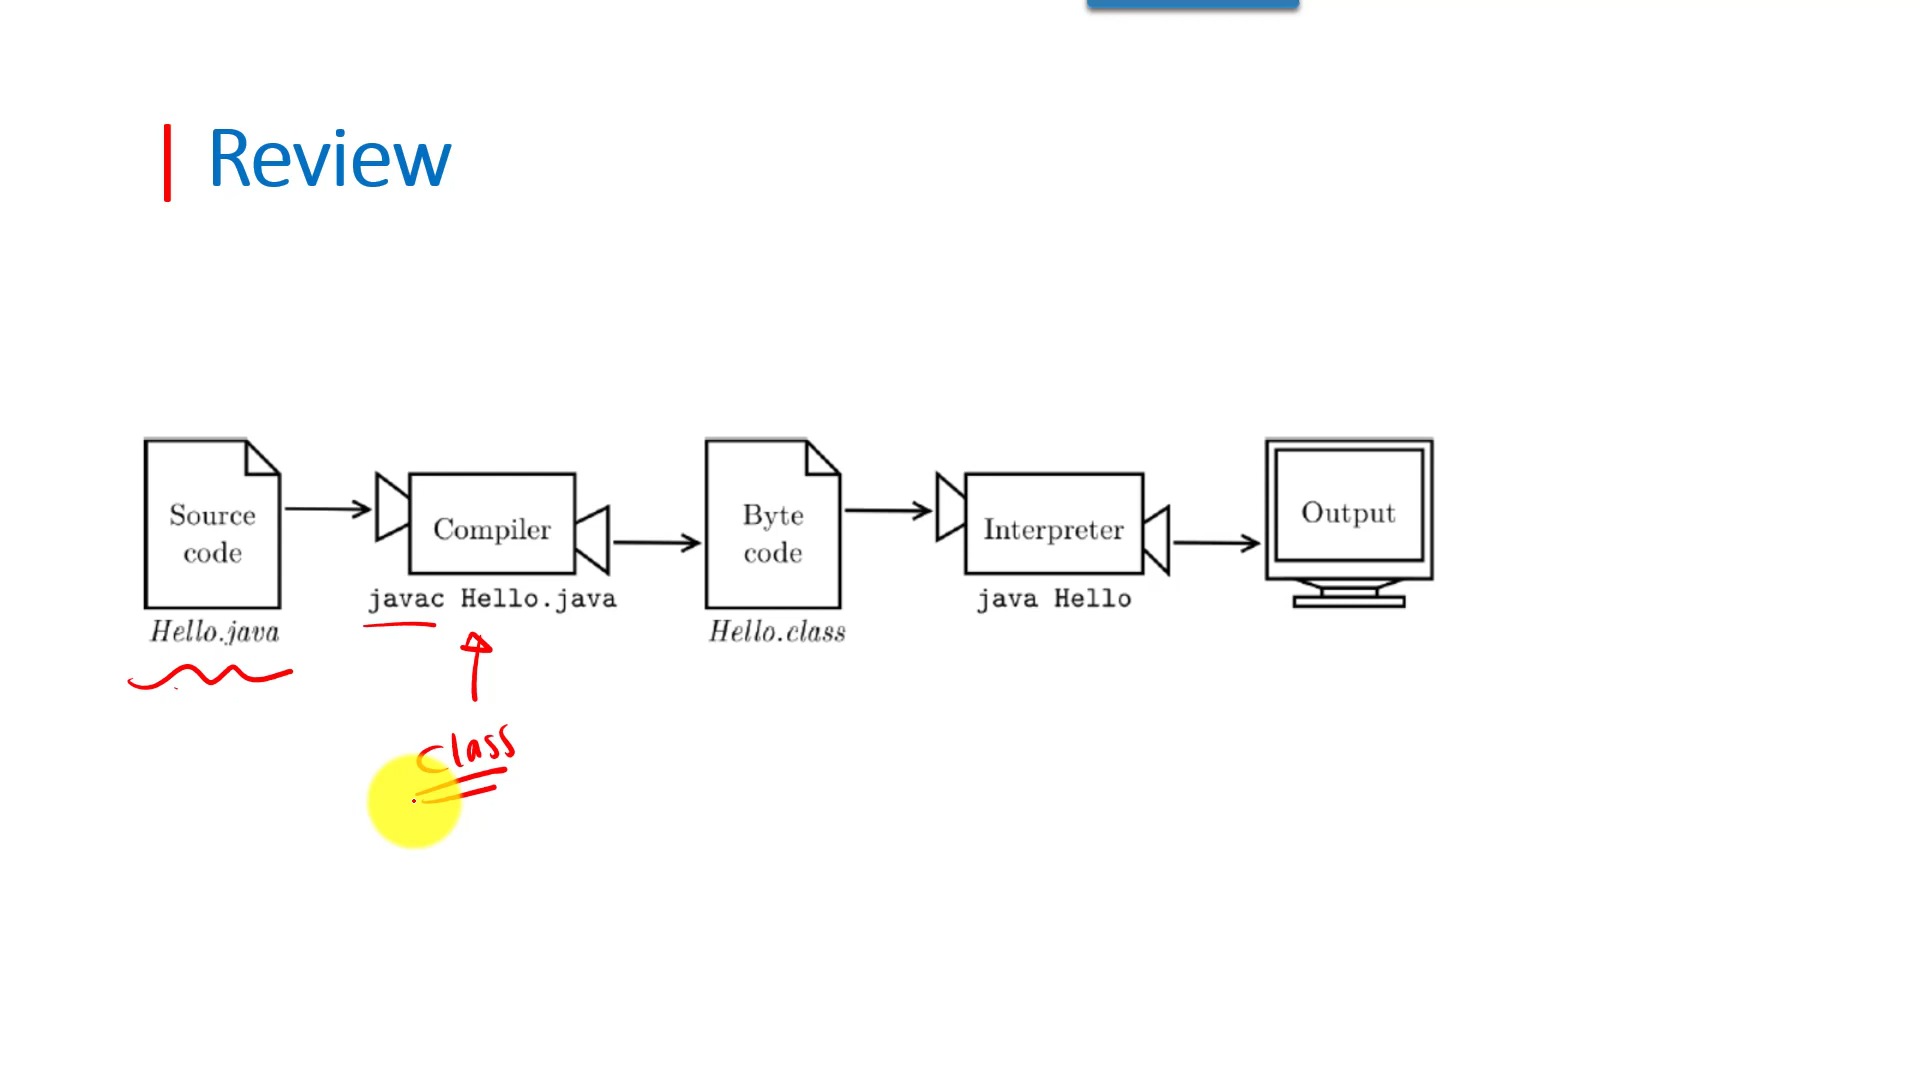 Review
Source
code
Hello.java
Compiler
javac Hello.java
Byte
code
Hello.class
Interpreter
java Hello
Output
class